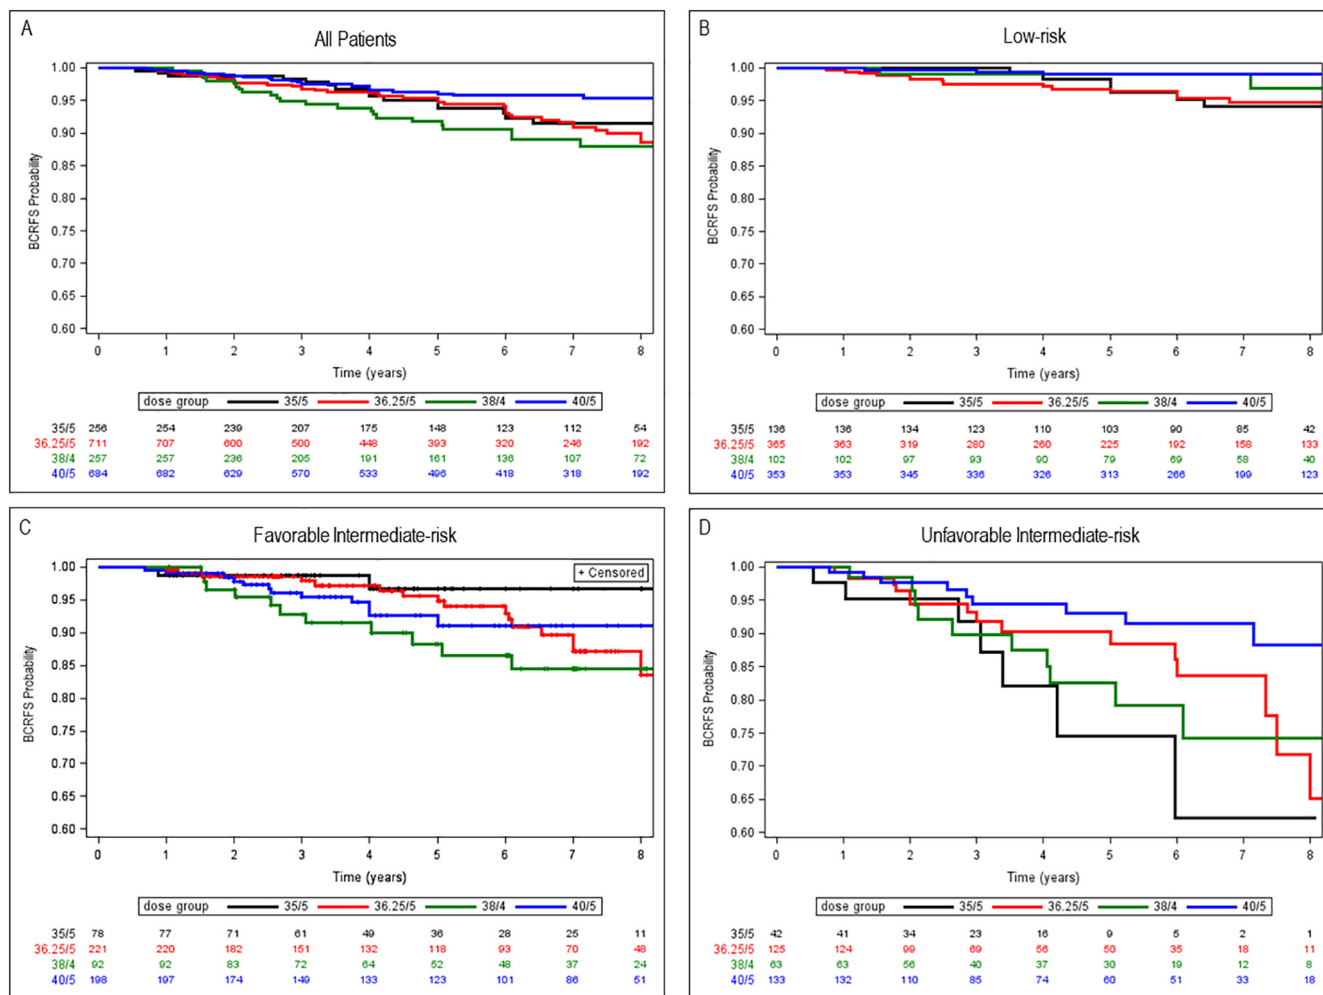 A
All Patients
1.00
0.95
0.90
0.85
0.80
0.75
0.70
0.65
0.60
BCRFS Probability
0 1 2 3 4 5 6 7 8
Time (years)
dose group 35/5 36.25/5 38/4 40/5
35/5 256 254 239 207 175 148 123 112 54
36.25/5 711 707 600 500 448 393 320 246 192
38/4 257 257 236 205 191 161 136 107 72
40/5 684 682 629 570 533 496 418 318 192
B
Low-risk
1.00
0.95
0.90
0.85
0.80
0.75
0.70
0.65
0.60
BCRFS Probability
0 1 2 3 4 5 6 7 8
Time (years)
dose group 35/5 36.25/5 38/4 40/5
35/5 136 136 134 123 110 103 90 85 42
36.25/5 365 363 319 280 260 225 192 158 133
38/4 102 102 97 93 90 79 69 58 40
40/5 353 353 345 336 326 313 266 199 123
C
Favorable Intermediate-risk
+ Censored
1.00
0.95
0.90
0.85
0.80
0.75
0.70
0.65
0.60
BCRFS Probability
0 1 2 3 4 5 6 7 8
Time (years)
dose group 35/5 36.25/5 38/4 40/5
35/5 78 77 71 61 49 36 28 25 11
36.25/5 221 220 182 151 132 118 93 70 48
38/4 92 92 83 72 64 52 48 37 24
40/5 198 197 174 149 133 123 101 86 51
D
Unfavorable Intermediate-risk
1.00
0.95
0.90
0.85
0.80
0.75
0.70
0.65
0.60
BCRFS Probability
0 1 2 3 4 5 6 7 8
Time (years)
dose group 35/5 36.25/5 38/4 40/5
35/5 42 41 34 23 16 9 5 2 1
36.25/5 125 124 99 69 56 50 35 18 11
38/4 63 63 56 40 37 30 19 12 8
40/5 133 132 110 85 74 60 51 33 18